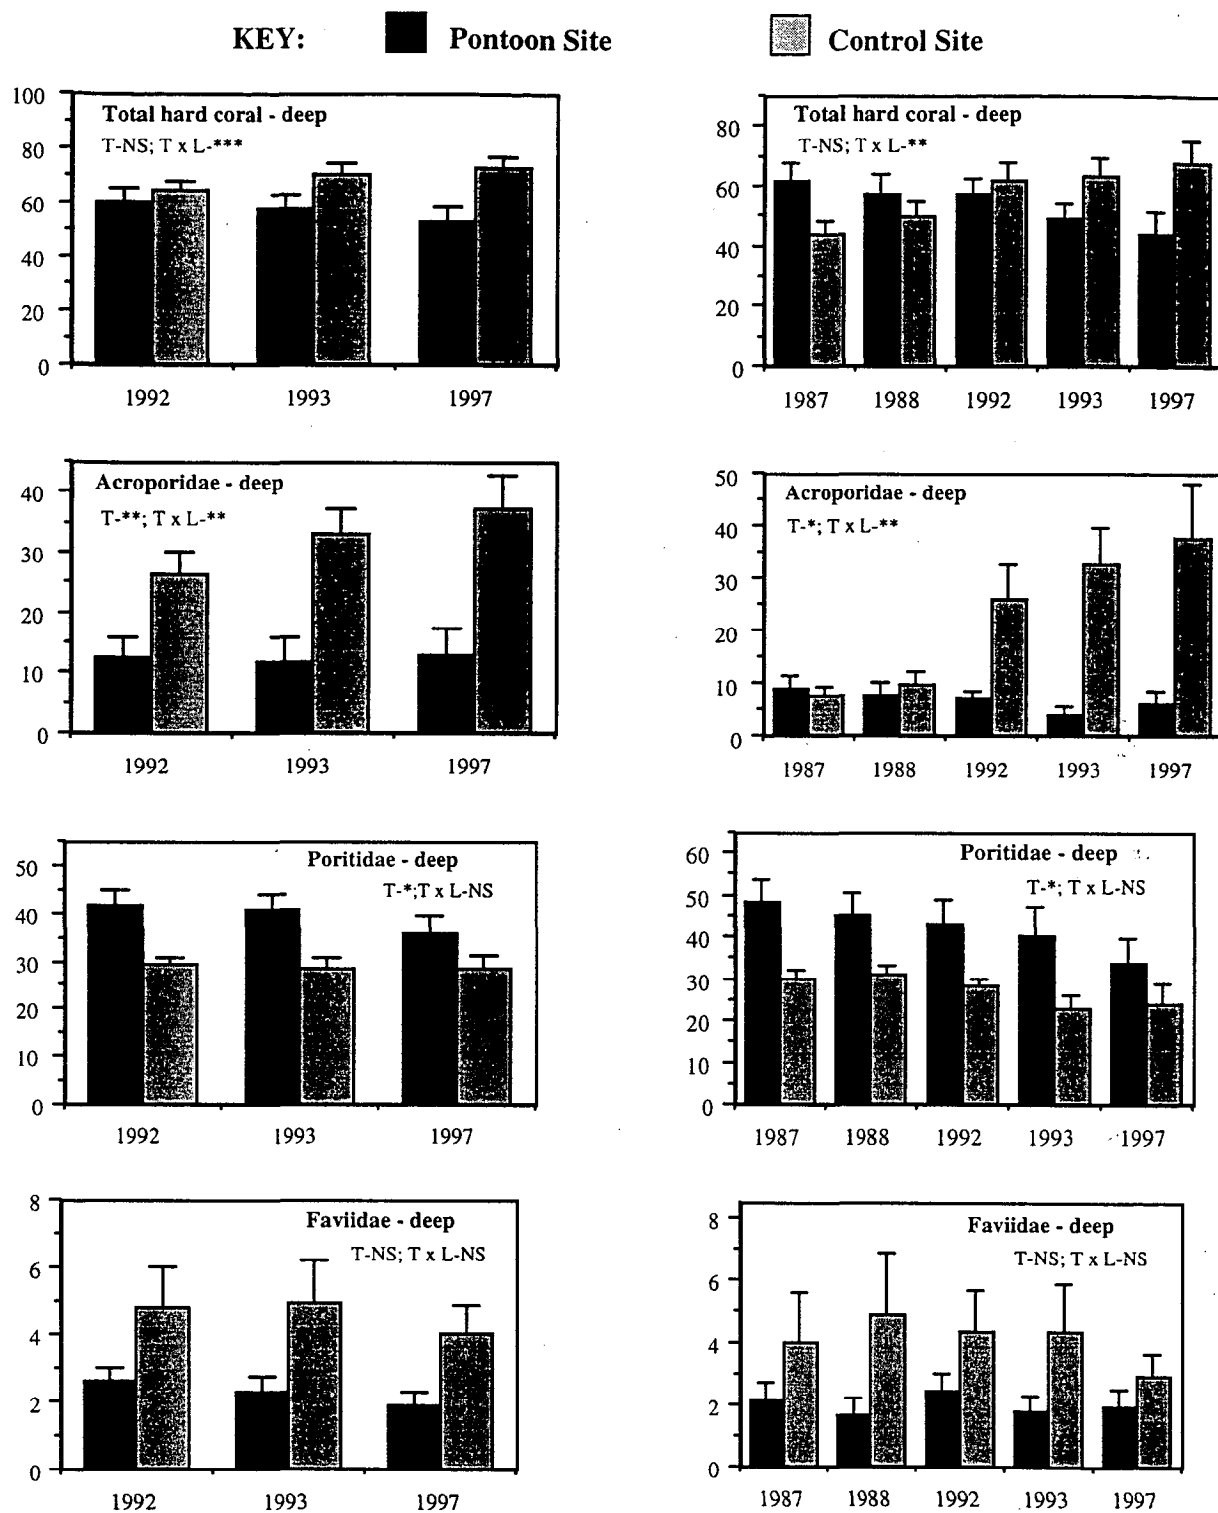 KEY: Pontoon Site Control Site
Total hard coral - deep
T-NS; T x L-***
100
80
60
40
20
0
1992 1993 1997
Total hard coral - deep
T-NS; T x L-**
80
60
40
20
0
1987 1988 1992 1993 1997
Acroporidae - deep
T-**; T x L-**
40
30
20
10
0
1992 1993 1997
Acroporidae - deep
T-*; T x L-**
50
40
30
20
10
0
1987 1988 1992 1993 1997
Poritidae - deep
T-*;T x L-NS
50
40
30
20
10
0
1992 1993 1997
Poritidae - deep
T-*; T x L-NS
60
50
40
30
20
10
0
1987 1988 1992 1993 1997
Faviidae - deep
T-NS; T x L-NS
8
6
4
2
0
1992 1993 1997
Faviidae - deep
T-NS; T x L-NS
8
6
4
2
0
1987 1988 1992 1993 1997